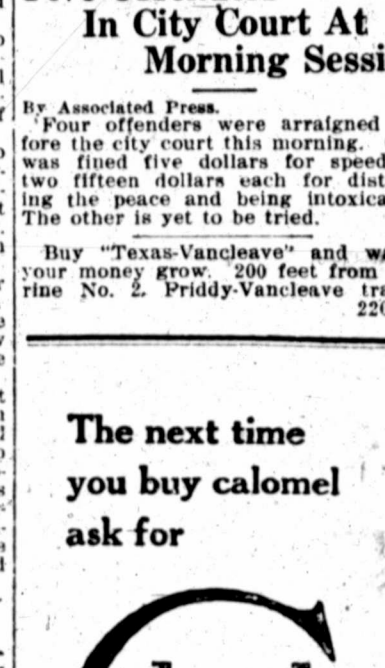 In City Court At
Morning Sessi
By Associated Press.
Four offenders were arraigned
fore the city court this morning.
was fined five dollars for speed
two fifteen dollars each for dist
ing the peace and being intoxica
The other is yet to be tried.
Buy "Texas-Vancleave" and wa
your money grow. 200 feet from
rine No. 2. Priddy-Vancleave tra
220
The next time
you buy calomel
ask for